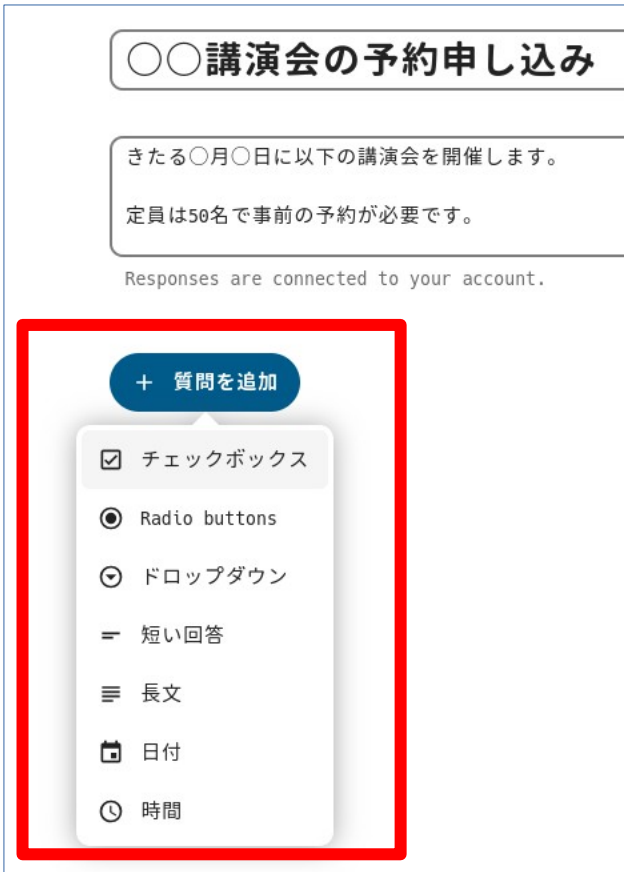 ○○講演会の予約申し込み
きたる○月○日に以下の講演会を開催します。
定員は50名で事前の予約が必要です。
Responses are connected to your account.
+ 質問を追加
チェックボックス
Radio buttons
ドロップダウン
短い回答
長文
日付
時間